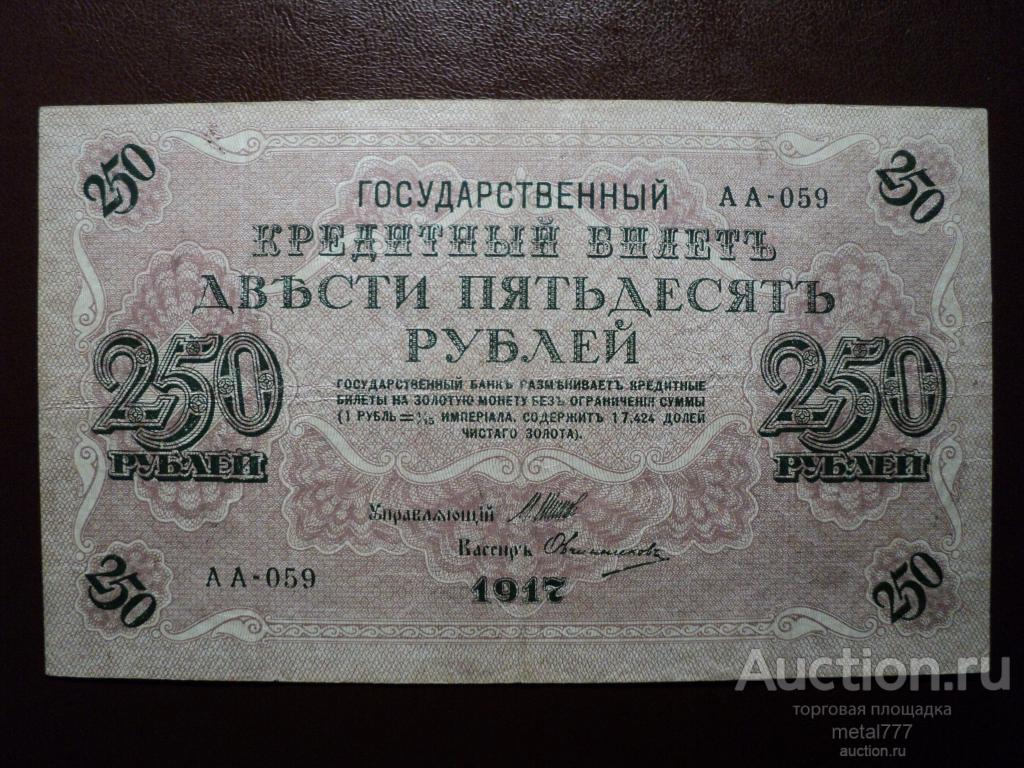 250
250
ГОСУДАРСТВЕННЫЙ АА-059
КРЕДИТНЫЙ БИЛЕТЪ
ДВѢСТИ ПЯТЬДЕСЯТЪ
РУБЛЕЙ
250 РУБЛЕЙ
250 РУБЛЕЙ
ГОСУДАРСТВЕННЫЙ БАНКЪ РАЗМѢНИВАЕТЪ КРЕДИТНЫЕ
БИЛЕТЫ НА ЗОЛОТУЮ МОНЕТУ БЕЗЪ ОГРАНИЧЕНІЯ СУММЫ
(1 РУБЛЬ = 1/15 ИМПЕРІАЛА, СОДЕРЖИТЪ 17,424 ДОЛЕЙ
ЧИСТАГО ЗОЛОТА).
Управляющій И. Шипов
Кассиръ Овчинниковъ
АА-059
1917
250
250
Auction.ru
торговая площадка
metal777
auction.ru